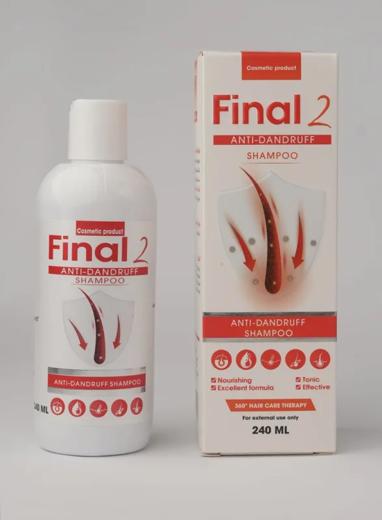 Cosmetic product
Final 2
ANTI-DANDRUFF
SHAMPOO
ANTI-DANDRUFF SHAMPOO
240 ML
Cosmetic product
Final 2
ANTI-DANDRUFF
SHAMPOO
ANTI-DANDRUFF
SHAMPOO
Nourishing
Tonic
Excellent formula
Effective
360° HAIR CARE THERAPY
For external use only
240 ML